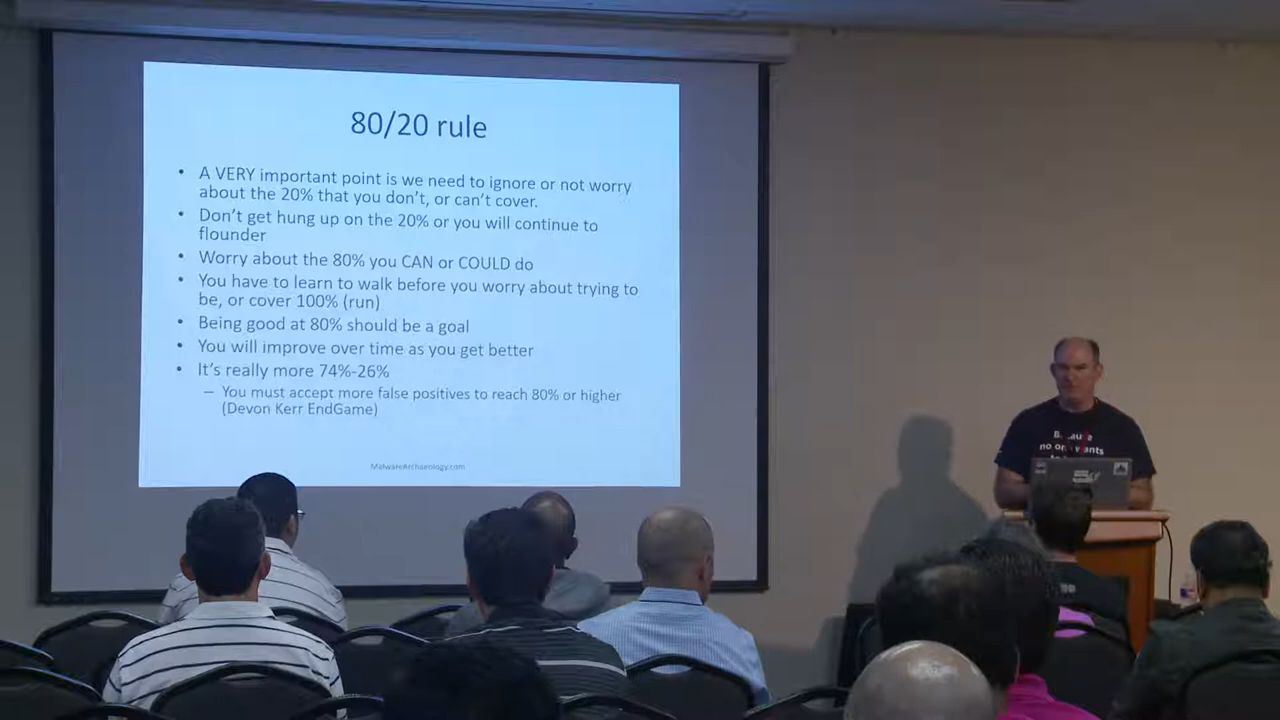 80/20 rule
• A VERY important point is we need to ignore or not worry
about the 20% that you don't, or can't cover.
• Don't get hung up on the 20% or you will continue to
flounder
• Worry about the 80% you CAN or COULD do
• You have to learn to walk before you worry about trying to
be, or cover 100% (run)
• Being good at 80% should be a goal
• You will improve over time as you get better
• It's really more 74%-26%
– You must accept more false positives to reach 80% or higher
(Devon Kerr EndGame)
MalwareArchaeology.com
Because
no one wants